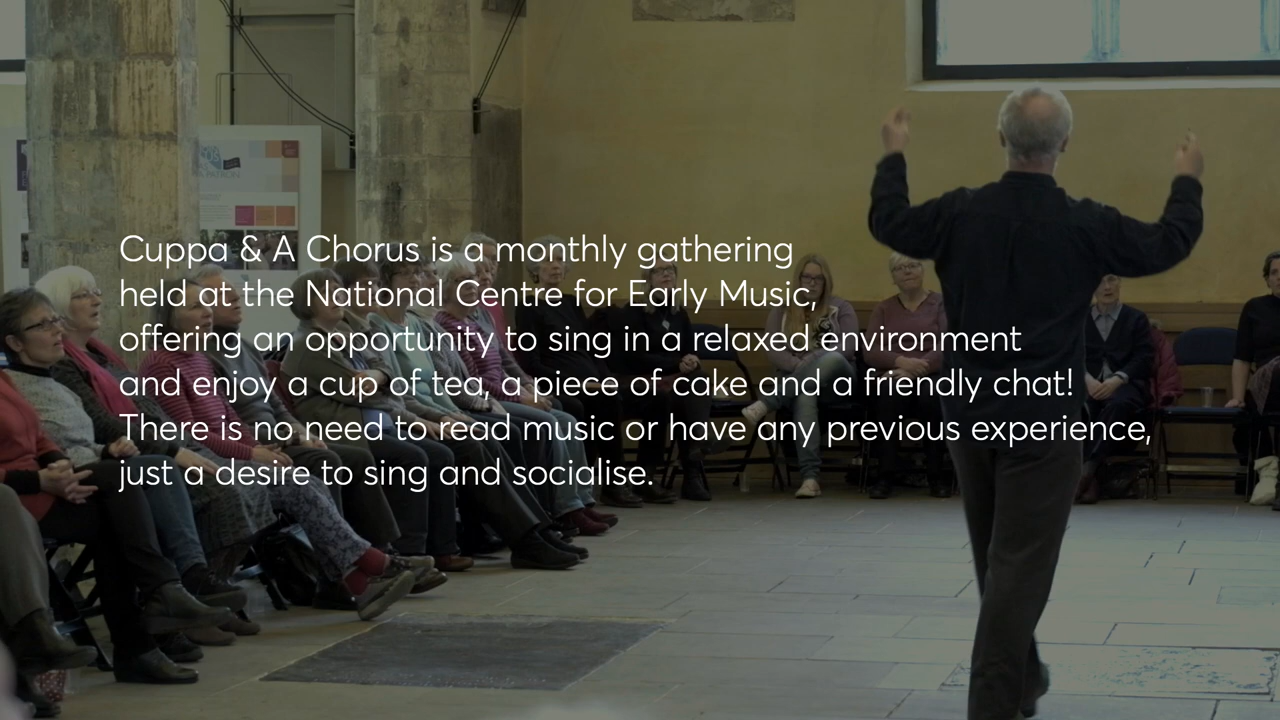 Cuppa & A Chorus is a monthly gathering
held at the National Centre for Early Music,
offering an opportunity to sing in a relaxed environment
and enjoy a cup of tea, a piece of cake and a friendly chat!
There is no need to read music or have any previous experience,
just a desire to sing and socialise.